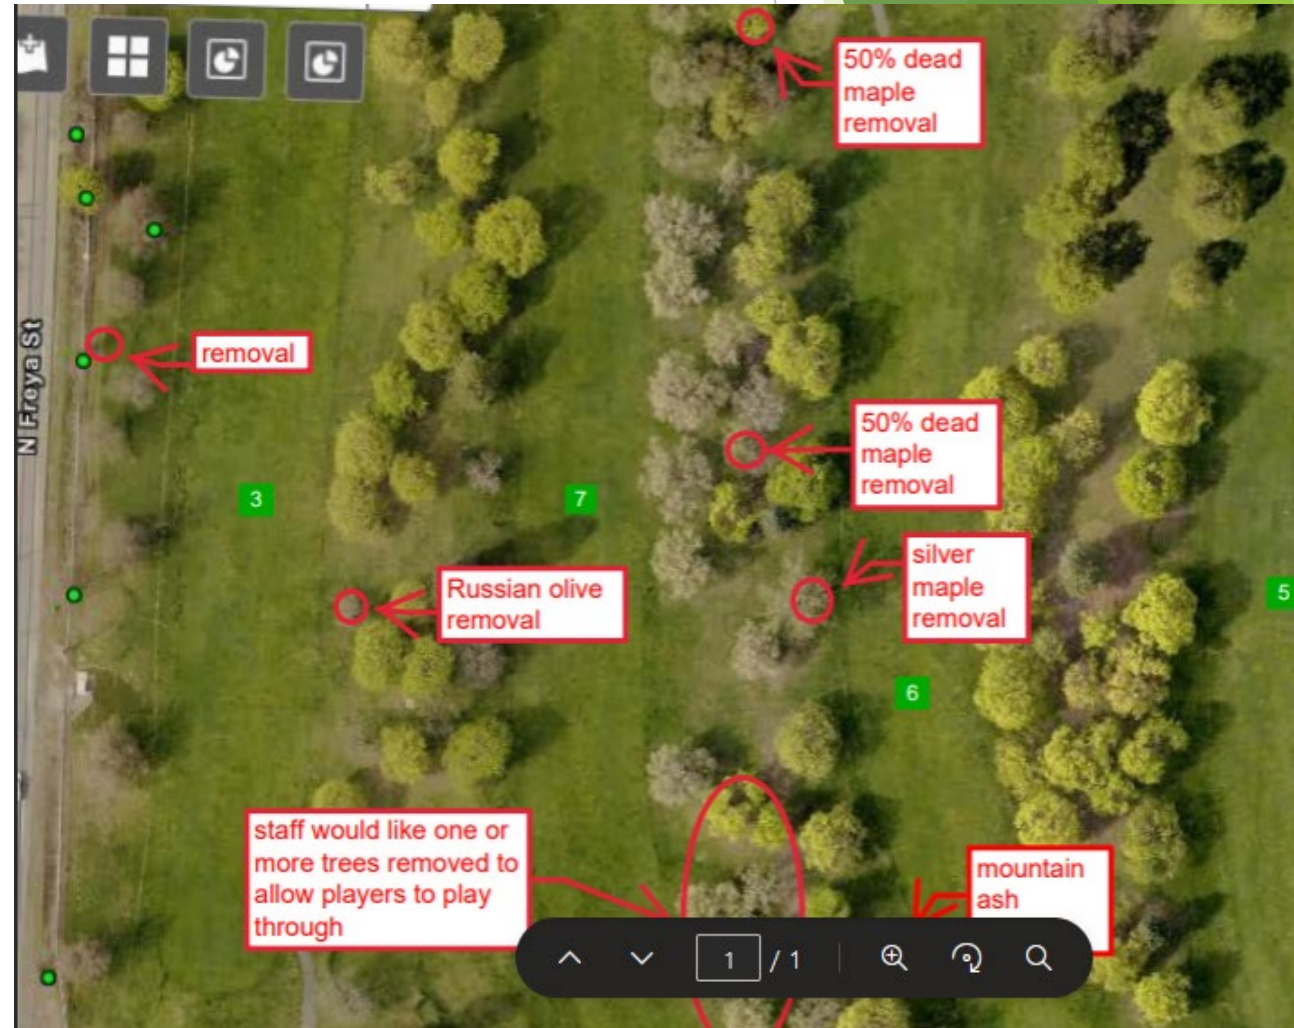 50% dead
maple
removal
N Freya St
removal
50% dead
maple
removal
3
7
silver
maple
removal
5
Russian olive
removal
6
staff would like one or
more trees removed to
allow players to play
through
mountain
ash
1 / 1